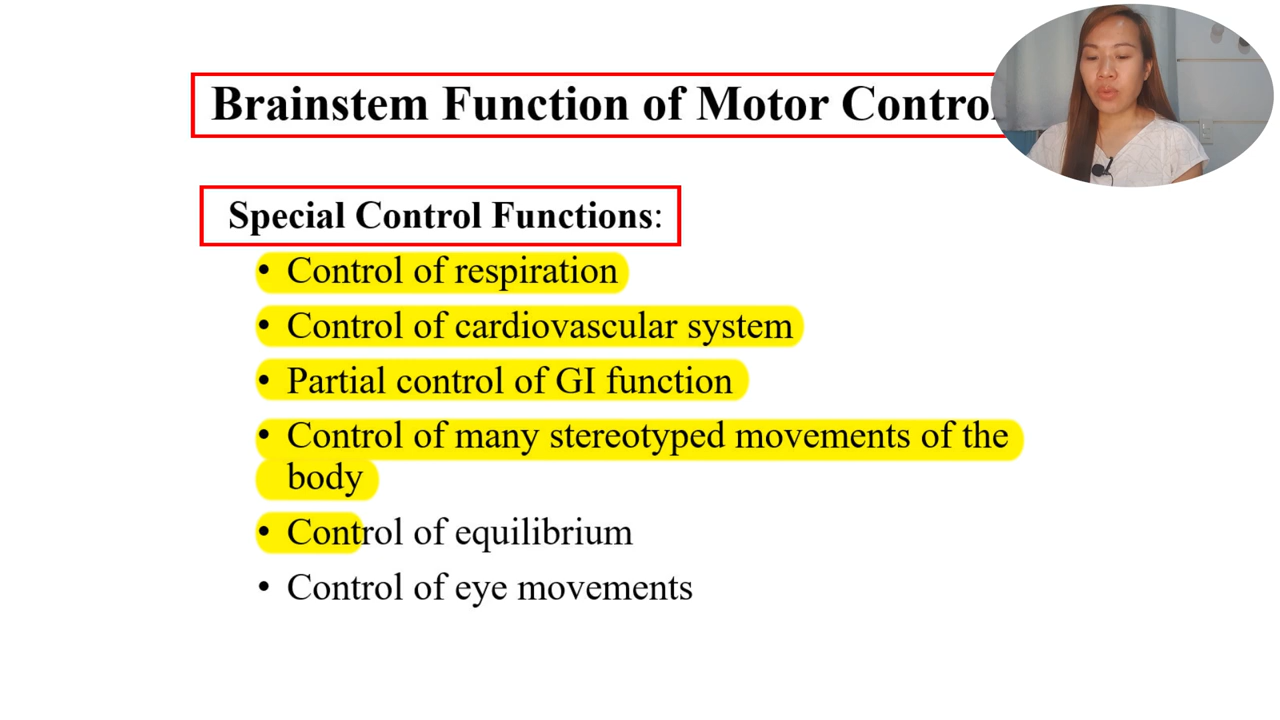 Brainstem Function of Motor Contro
Special Control Functions:
• Control of respiration
• Control of cardiovascular system
• Partial control of GI function
• Control of many stereotyped movements of the
body
• Control of equilibrium
• Control of eye movements